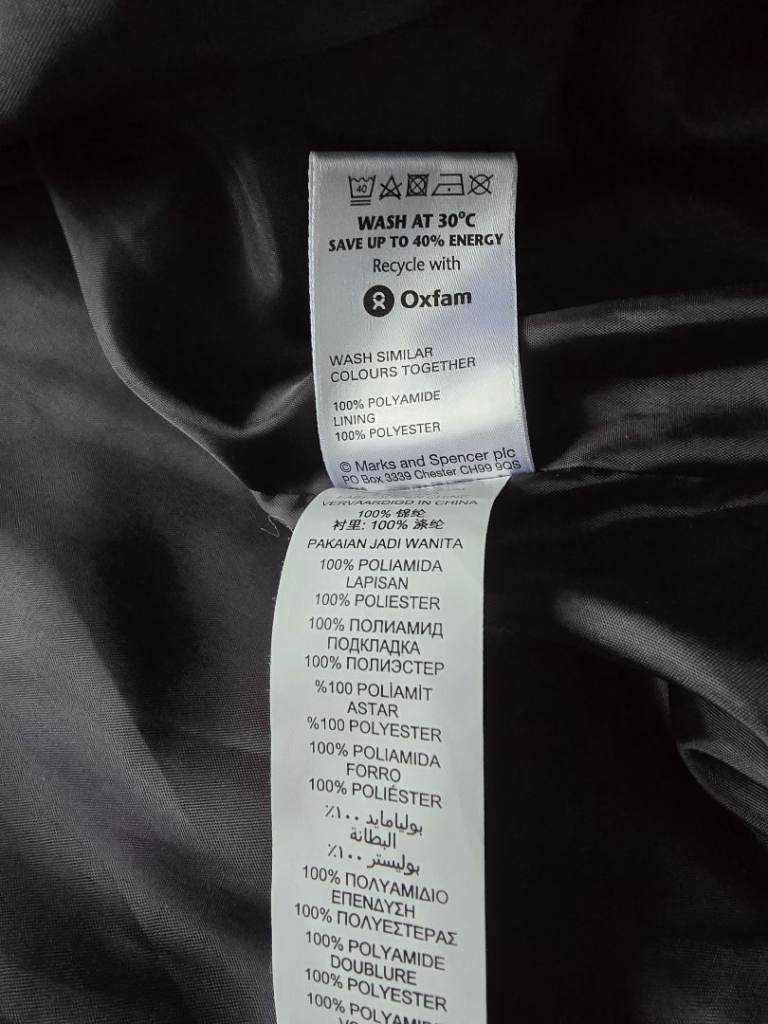 40
WASH AT 30°C
SAVE UP TO 40% ENERGY
Recycle with
Oxfam
WASH SIMILAR
COLOURS TOGETHER
100% POLYAMIDE
LINING
100% POLYESTER
© Marks and Spencer plc
PO Box 3339 Chester CH99 9QS
VERVAARDIGD IN CHINA
100% 锦纶
衬里: 100% 涤纶
PAKAIAN JADI WANITA
100% POLIAMIDA
LAPISAN
100% POLIESTER
100% ПОЛИАМИД
ПОДКЛАДКА
100% ПОЛИЭСТЕР
%100 POLİAMİT
ASTAR
%100 POLYESTER
100% POLIAMIDA
FORRO
100% POLIÉSTER
بوليامايد ١٠٠٪
البطانة
بوليستر ١٠٠٪
100% ΠΟΛΥΑΜΙΔΙΟ
ΕΠΕΝΔΥΣΗ
100% ΠΟΛΥΕΣΤΕΡΑΣ
100% POLYAMIDE
DOUBLURE
100% POLYESTER
100%